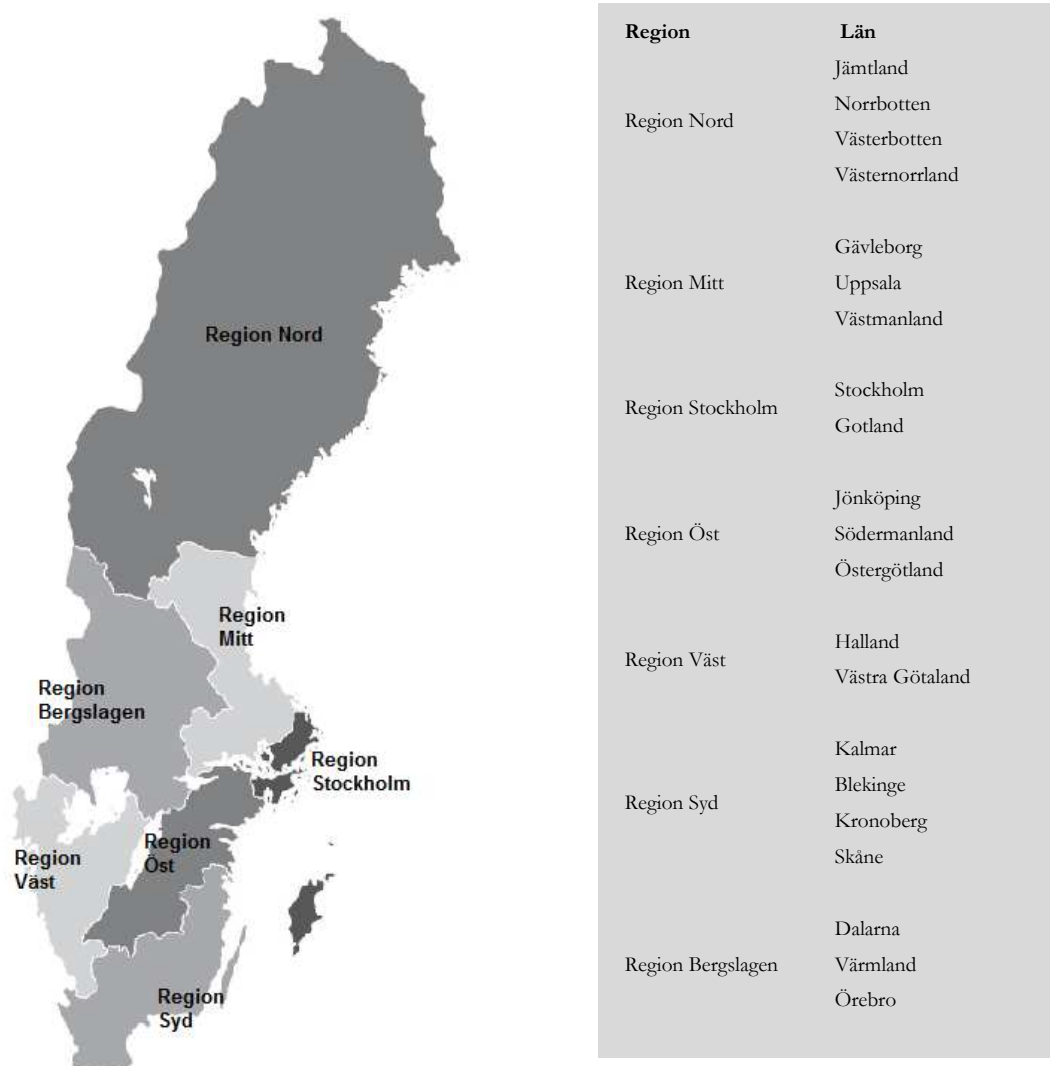 Region Nord
Region
Mitt
Region
Bergslagen
Region
Stockholm
Region
Öst
Region
Väst
Region
Syd
Region Län
Jämtland
Norrbotten
Region Nord
Västerbotten
Västernorrland
Gävleborg
Region Mitt Uppsala
Västmanland
Stockholm
Region Stockholm
Gotland
Jönköping
Region Öst Södermanland
Östergötland
Halland
Region Väst
Västra Götaland
Kalmar
Blekinge
Region Syd
Kronoberg
Skåne
Dalarna
Region Bergslagen Värmland
Örebro